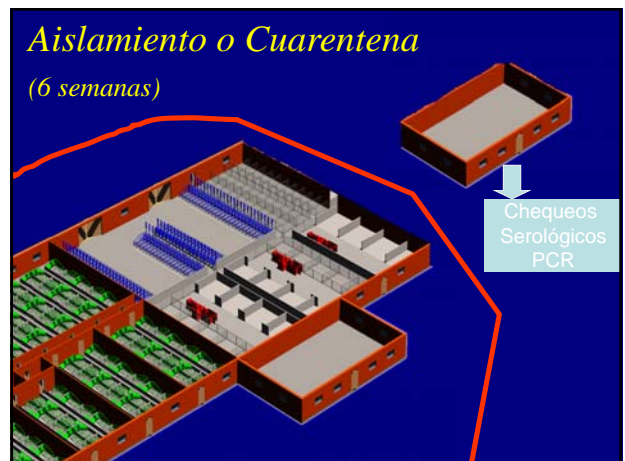 Aislamiento o Cuarentena
(6 semanas)
Chequeos
Serológicos
PCR